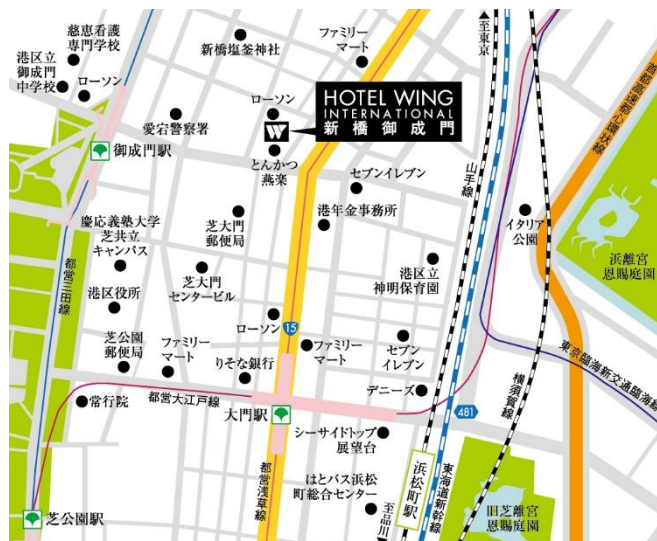 慈恵看護
専門学校
港区立
御成門
中学校
ローソン
新橋塩釜神社
ファミリー
マート
至東京
首都高速都心環状線
愛宕警察署
ローソン
W
HOTEL WING
INTERNATIONAL
新橋御成門
御成門駅
とんかつ
燕楽
セブンイレブン
山手線
慶応義塾大学
芝共立
キャンパス
芝大門
郵便局
港年金事務所
イタリア
公園
浜離宮
恩賜庭園
都営三田線
港区役所
芝大門
センタービル
港区立
神明保育園
芝公園
郵便局
ファミリー
マート
ローソン
15
りそな銀行
ファミリー
マート
セブン
イレブン
東京臨海新交通臨海線
横須賀線
デニーズ
常行院
都営大江戸線
大門駅
481
シーサイドトップ
展望台
都営浅草線
はとバス浜松
町総合センター
浜松町駅
東海道新幹線
至品川
旧芝離宮
恩賜庭園
芝公園駅